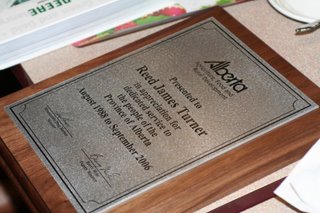 DEERE
Alberta
Presented to
Reed James Turner
in appreciation for
dedicated service to
the people of the
Province of Alberta
August 1988 to September 2006